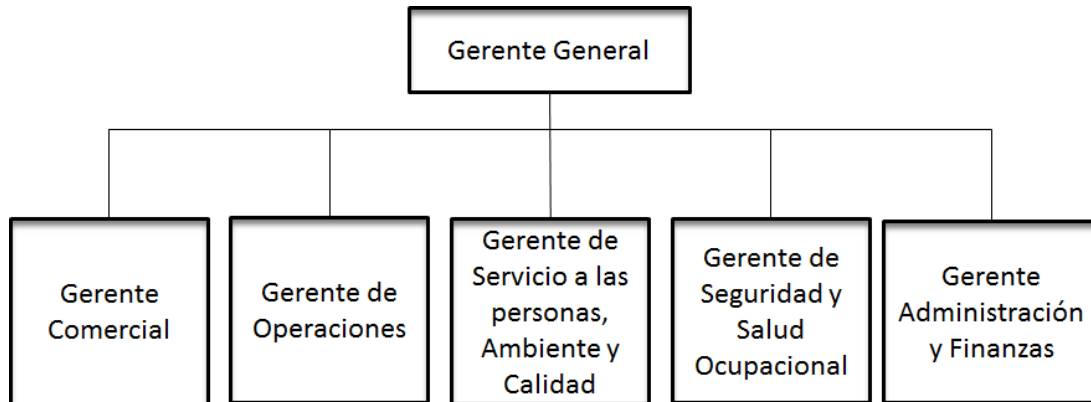 Gerente General
Gerente
Comercial
Gerente de
Operaciones
Gerente de
Servicio a las
personas,
Ambiente y
Calidad
Gerente de
Seguridad y
Salud
Ocupacional
Gerente
Administración
y Finanzas